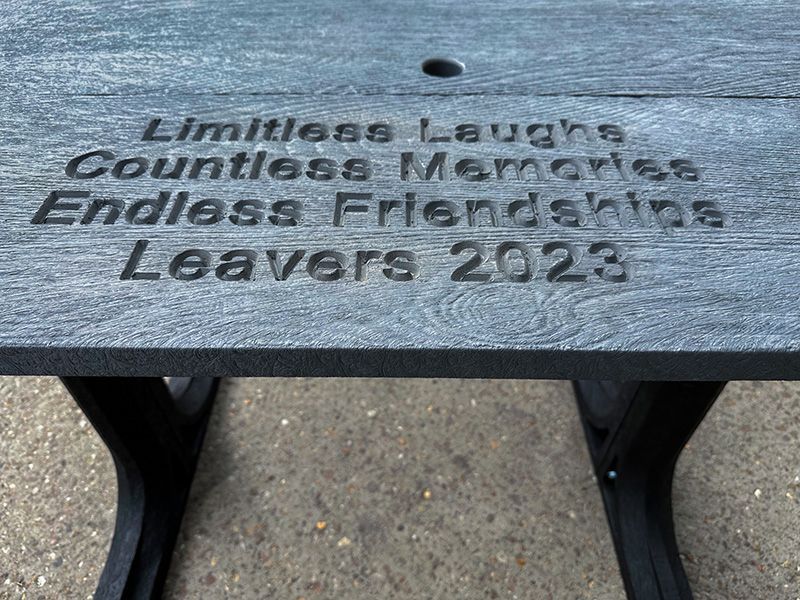 Limitless Laughs
Countless Memories
Endless Friendships
Leavers 2023